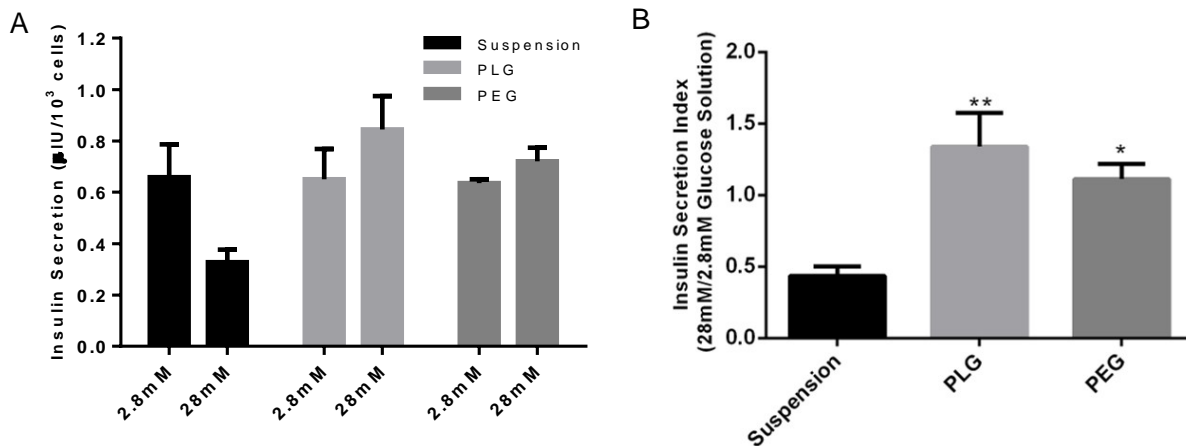 A
Insulin Secretion (µIU/10³ cells)
1.2
1.0
0.8
0.6
0.4
0.2
0.0
Suspension
PLG
PEG
2.8mM
28mM
2.8mM
28mM
2.8mM
28mM
B
Insulin Secretion Index
(28mM/2.8mM Glucose Solution)
2.0
1.5
1.0
0.5
0.0
**
*
Suspension
PLG
PEG